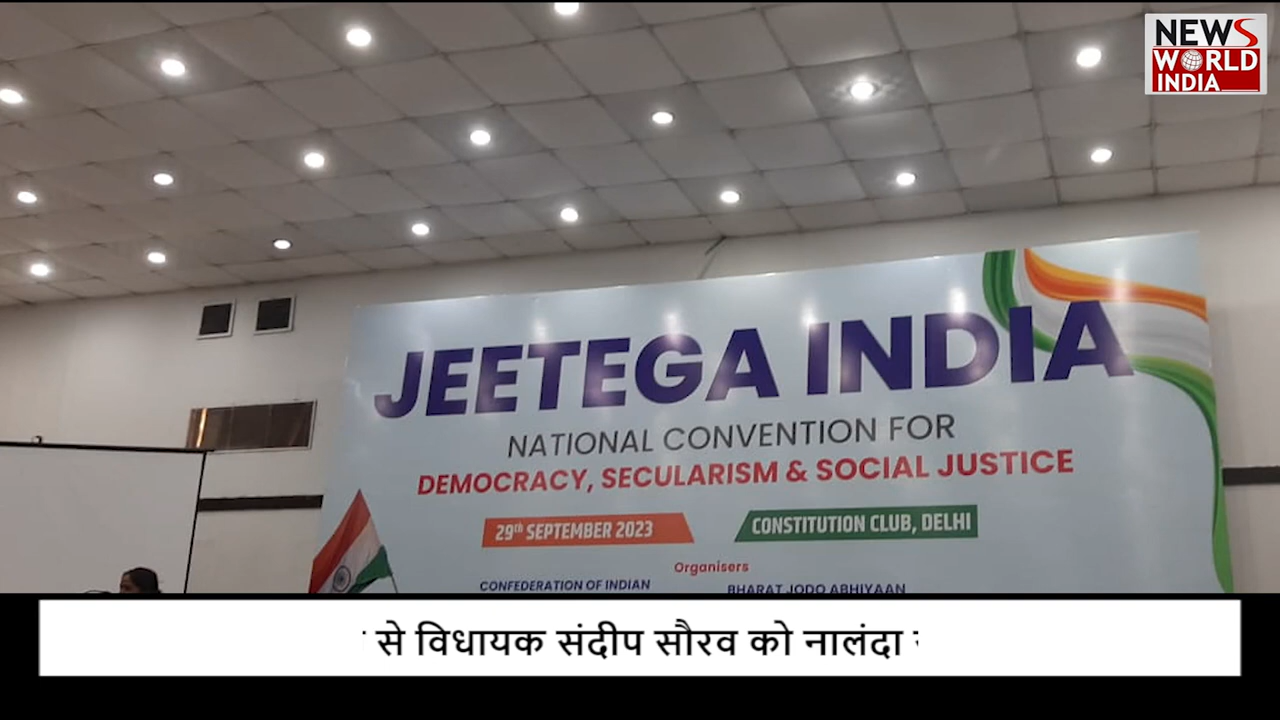 NEWS
WORLD
INDIA
JEETEGA INDIA
NATIONAL CONVENTION FOR
DEMOCRACY, SECULARISM & SOCIAL JUSTICE
29th SEPTEMBER 2023
CONSTITUTION CLUB, DELHI
Organisers
CONFEDERATION OF INDIAN
BHARAT JODO ABHIYAAN
से विधायक संदीप सौरव को नालंदा